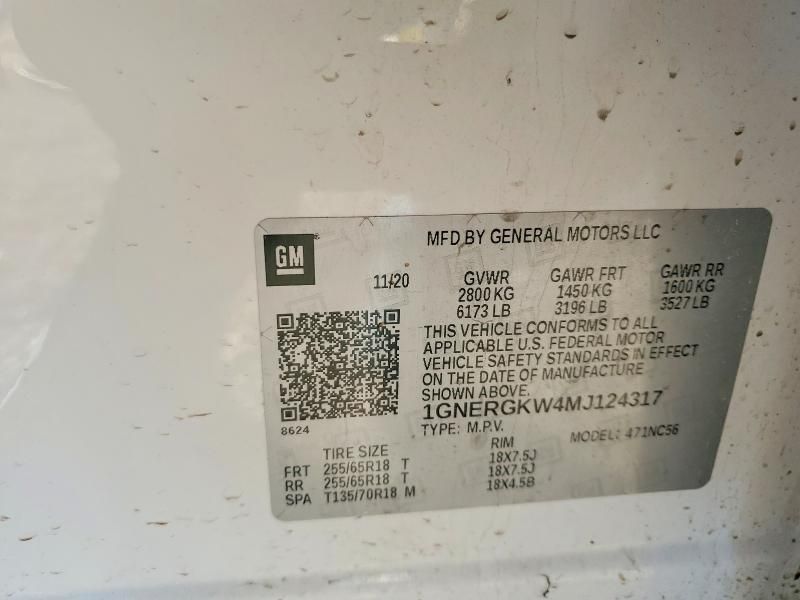 GM
MFD BY GENERAL MOTORS LLC
11/20
GVWR GAWR FRT GAWR RR
2800 KG 1450 KG 1600 KG
6173 LB 3196 LB 3527 LB
THIS VEHICLE CONFORMS TO ALL
APPLICABLE U.S. FEDERAL MOTOR
VEHICLE SAFETY STANDARDS IN EFFECT
ON THE DATE OF MANUFACTURE
SHOWN ABOVE.
1GNERGKW4MJ124317
8624
TYPE: M.P.V. MODEL: 471NC56
TIRE SIZE RIM
FRT 255/65R18 T 18X7.5J
RR 255/65R18 T 18X7.5J
SPA T135/70R18 M 18X4.5B